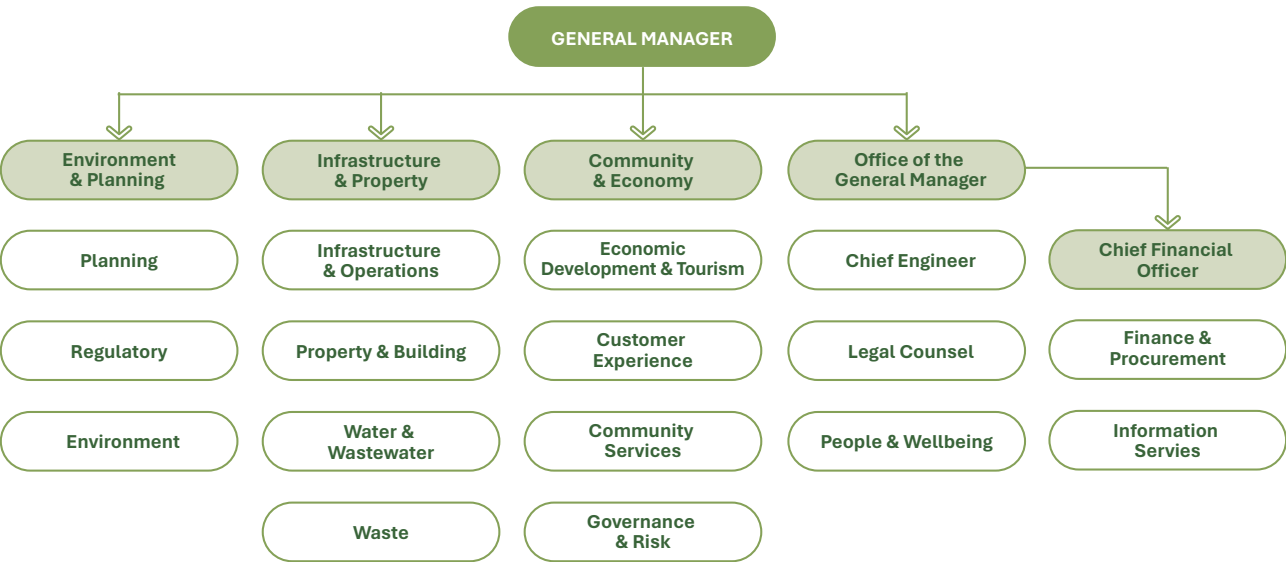 GENERAL MANAGER
Environment
& Planning
Infrastructure
& Property
Community
& Economy
Office of the
General Manager
Planning
Infrastructure
& Operations
Economic
Development & Tourism
Chief Engineer
Chief Financial
Officer
Regulatory
Property & Building
Customer
Experience
Legal Counsel
Finance &
Procurement
Environment
Water &
Wastewater
Community
Services
People & Wellbeing
Information
Servies
Waste
Governance
& Risk